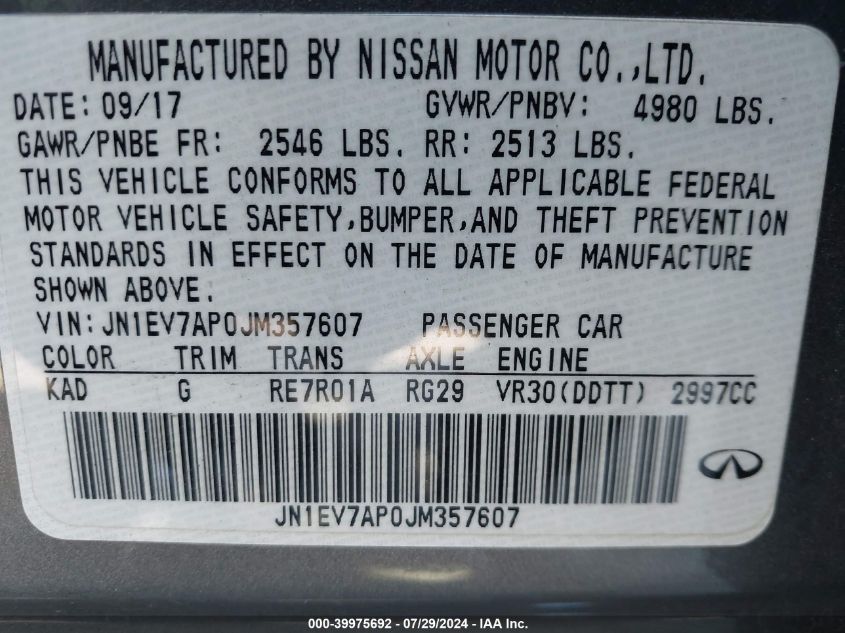 MANUFACTURED BY NISSAN MOTOR CO.,LTD.
DATE: 09/17 GVWR/PNBV: 4980 LBS.
GAWR/PNBE FR: 2546 LBS. RR: 2513 LBS.
THIS VEHICLE CONFORMS TO ALL APPLICABLE FEDERAL
MOTOR VEHICLE SAFETY,BUMPER,AND THEFT PREVENTION
STANDARDS IN EFFECT ON THE DATE OF MANUFACTURE
SHOWN ABOVE.
VIN:JN1EV7AP0JM357607 PASSENGER CAR
COLOR TRIM TRANS AXLE ENGINE
KAD G RE7R01A RG29 VR30(DDTT) 2997CC
JN1EV7AP0JM357607
000-39975692 - 07/29/2024 - IAA Inc.